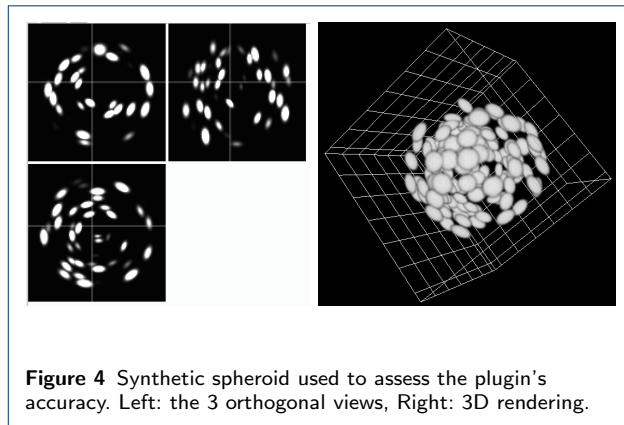 Figure 4 Synthetic spheroid used to assess the plugin's
accuracy. Left: the 3 orthogonal views, Right: 3D rendering.